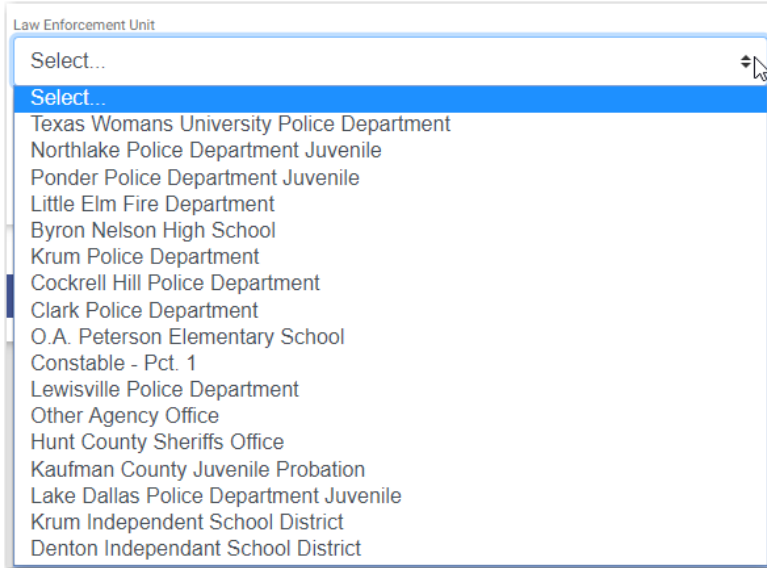 Law Enforcement Unit
Select...
Select...
Texas Womans University Police Department
Northlake Police Department Juvenile
Ponder Police Department Juvenile
Little Elm Fire Department
Byron Nelson High School
Krum Police Department
Cockrell Hill Police Department
Clark Police Department
O.A. Peterson Elementary School
Constable - Pct. 1
Lewisville Police Department
Other Agency Office
Hunt County Sheriffs Office
Kaufman County Juvenile Probation
Lake Dallas Police Department Juvenile
Krum Independent School District
Denton Independant School District